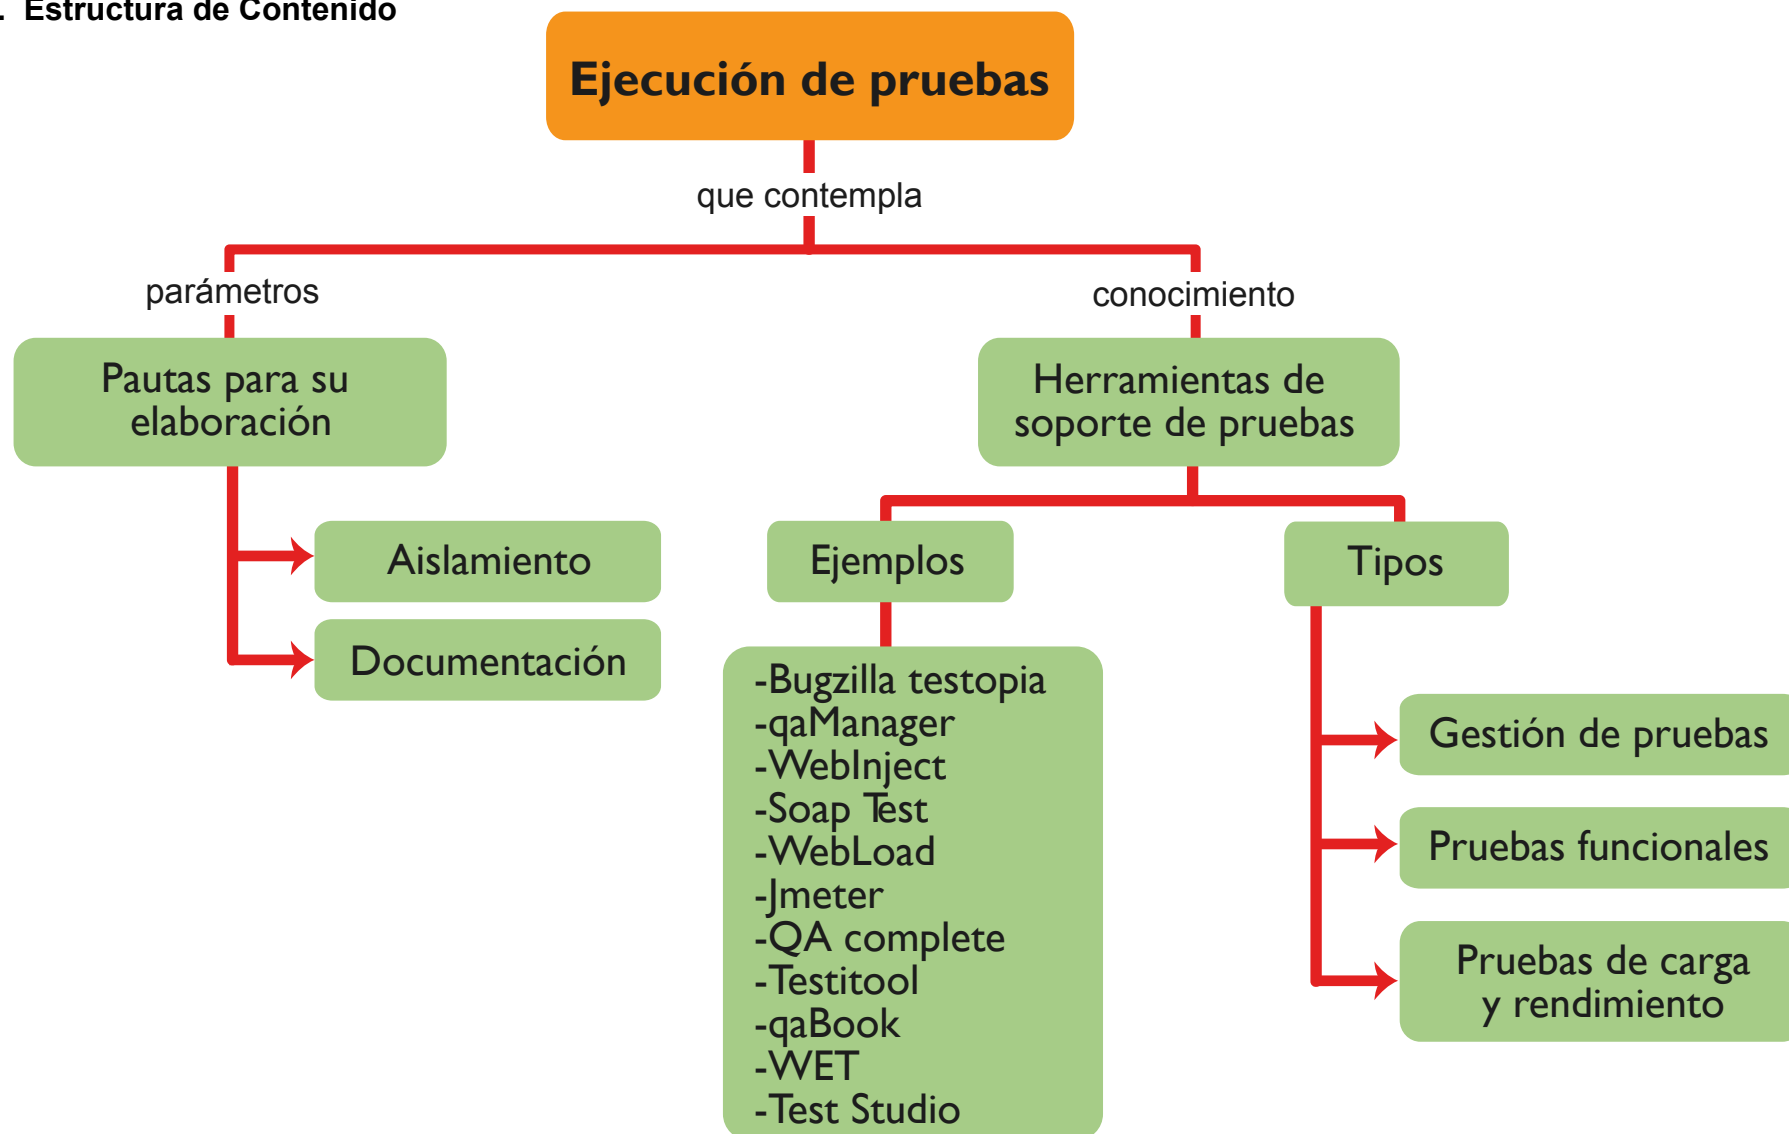 . Estructura de Contenido
Ejecución de pruebas
que contempla
parámetros
conocimiento
Pautas para su
elaboración
Herramientas de
soporte de pruebas
Aislamiento
Documentación
Ejemplos
Tipos
-Bugzilla testopia
-qaManager
-WebInject
-Soap Test
-WebLoad
-Jmeter
-QA complete
-Testitool
-qaBook
-WET
-Test Studio
Gestión de pruebas
Pruebas funcionales
Pruebas de carga
y rendimiento